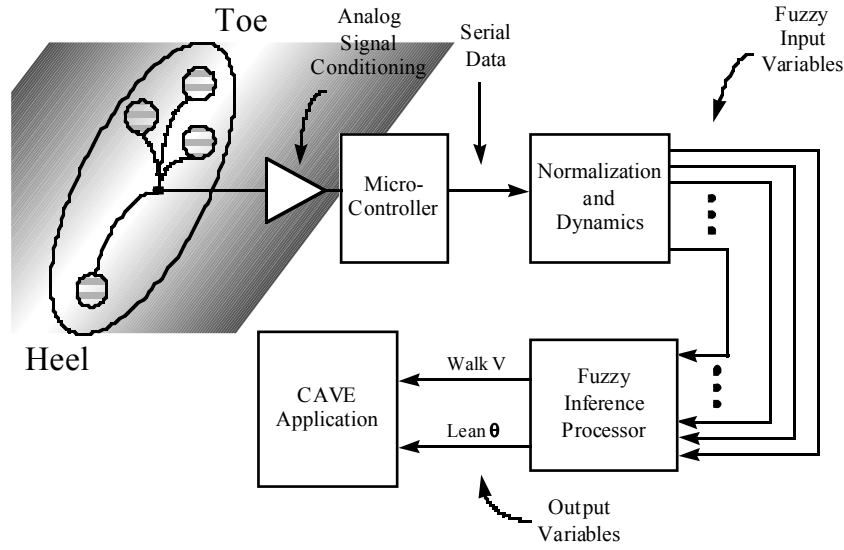 Toe
Analog
Signal
Conditioning
Serial
Data
Fuzzy
Input
Variables
Micro-
Controller
Normalization
and
Dynamics
Heel
CAVE
Application
Walk V
Lean θ
Fuzzy
Inference
Processor
Output
Variables